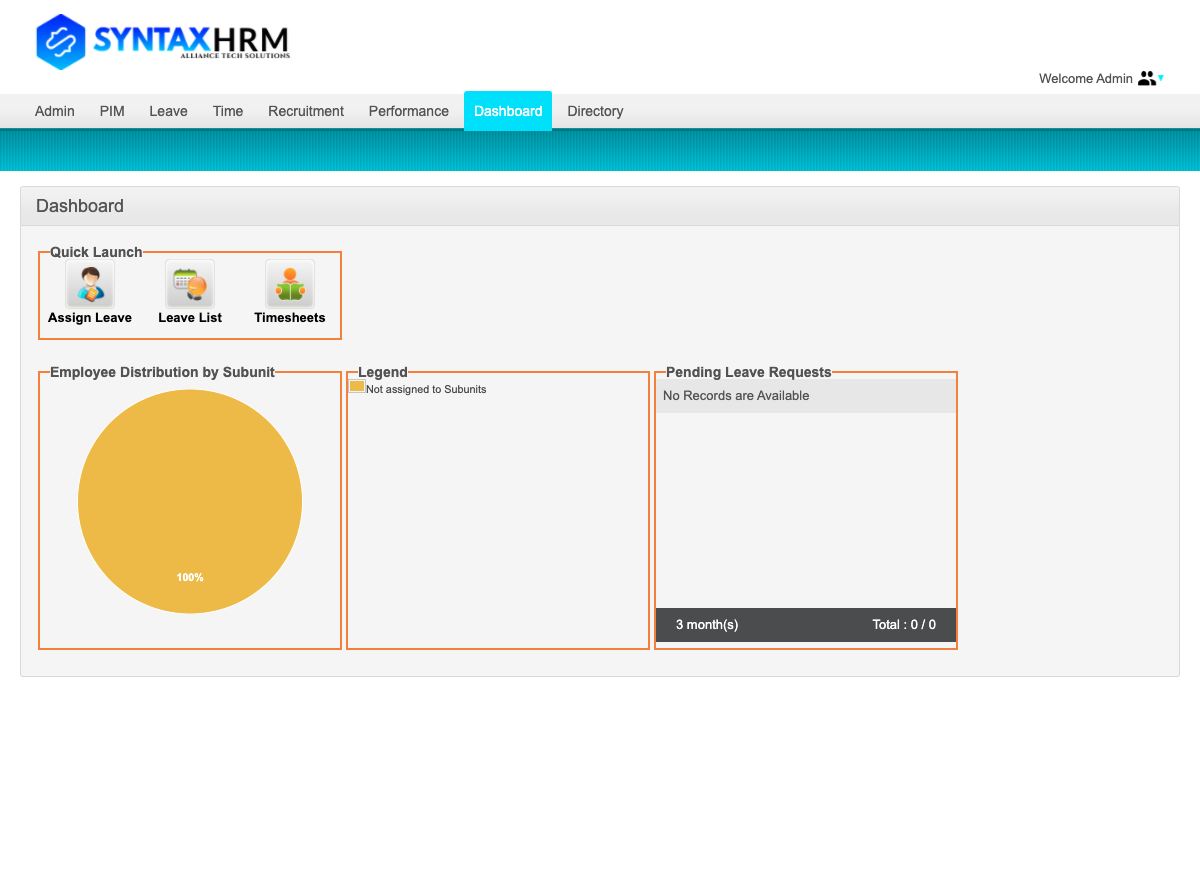 SYNTAXHRM
ALLIANCE TECH SOLUTIONS
Welcome Admin
Admin PIM Leave Time Recruitment Performance Dashboard Directory
Dashboard
Quick Launch
Assign Leave Leave List Timesheets
Employee Distribution by Subunit
100%
Legend
Not assigned to Subunits
Pending Leave Requests
No Records are Available
3 month(s) Total : 0 / 0